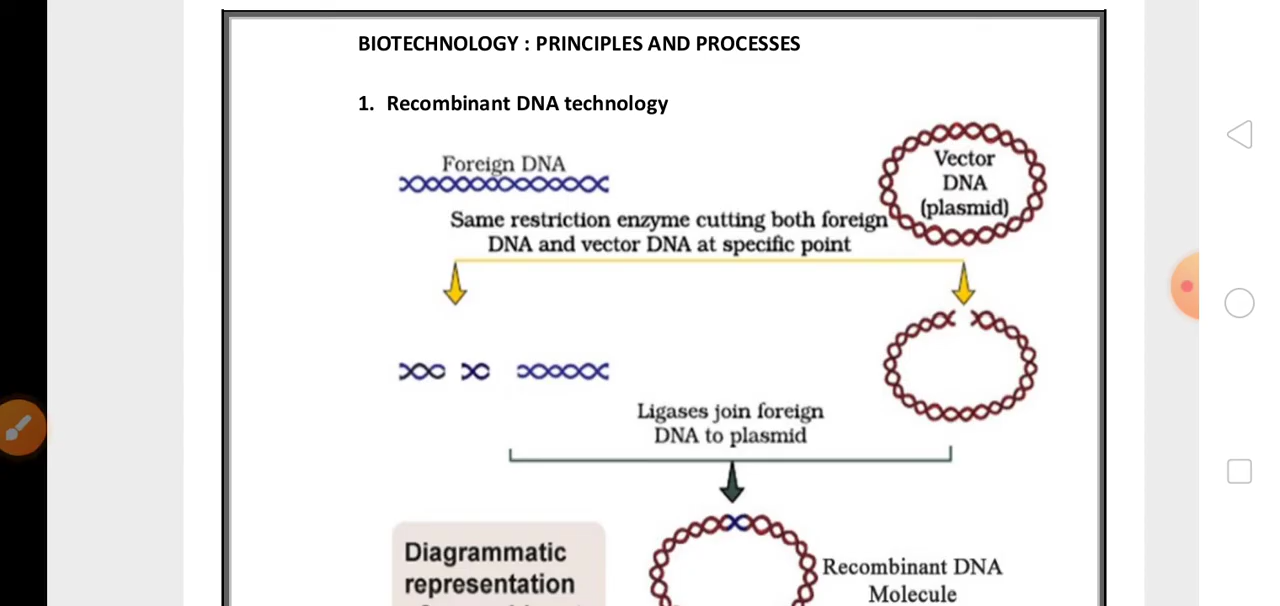 BIOTECHNOLOGY : PRINCIPLES AND PROCESSES
1. Recombinant DNA technology
Foreign DNA
Vector
DNA
(plasmid)
Same restriction enzyme cutting both foreign
DNA and vector DNA at specific point
Ligases join foreign
DNA to plasmid
Diagrammatic
representation
Recombinant DNA
Molecule